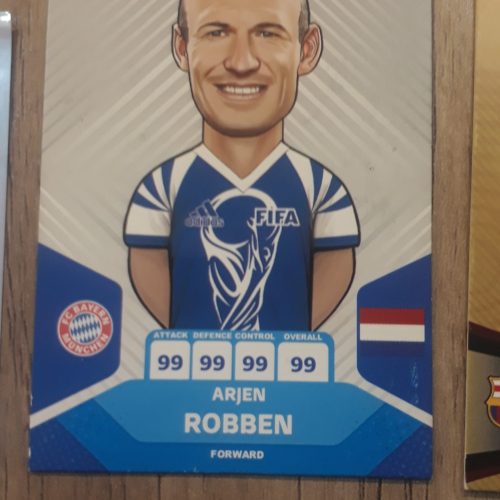 adidas
FIFA
FC BAYERN
MÜNCHEN
ATTACK DEFENCE CONTROL OVERALL
99 99 99 99
ARJEN
ROBBEN
FORWARD